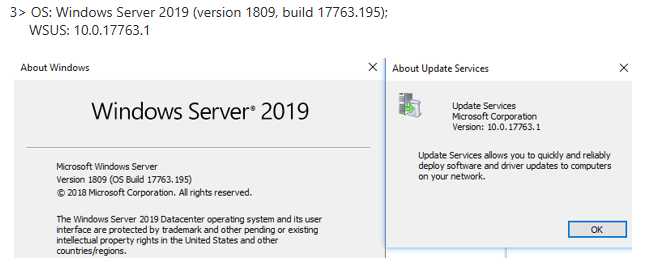 3> OS: Windows Server 2019 (version 1809, build 17763.195);
WSUS: 10.0.17763.1
About Windows
Windows Server® 2019
Microsoft Windows Server
Version 1809 (OS Build 17763.195)
© 2018 Microsoft Corporation. All rights reserved.
The Windows Server 2019 Datacenter operating system and its user
interface are protected by trademark and other pending or existing
intellectual property rights in the United States and other
countries/regions.
About Update Services
Update Services
Microsoft Corporation
Version: 10.0.17763.1
Update Services allows you to quickly and reliably
deploy software and driver updates to computers
on your network.
OK